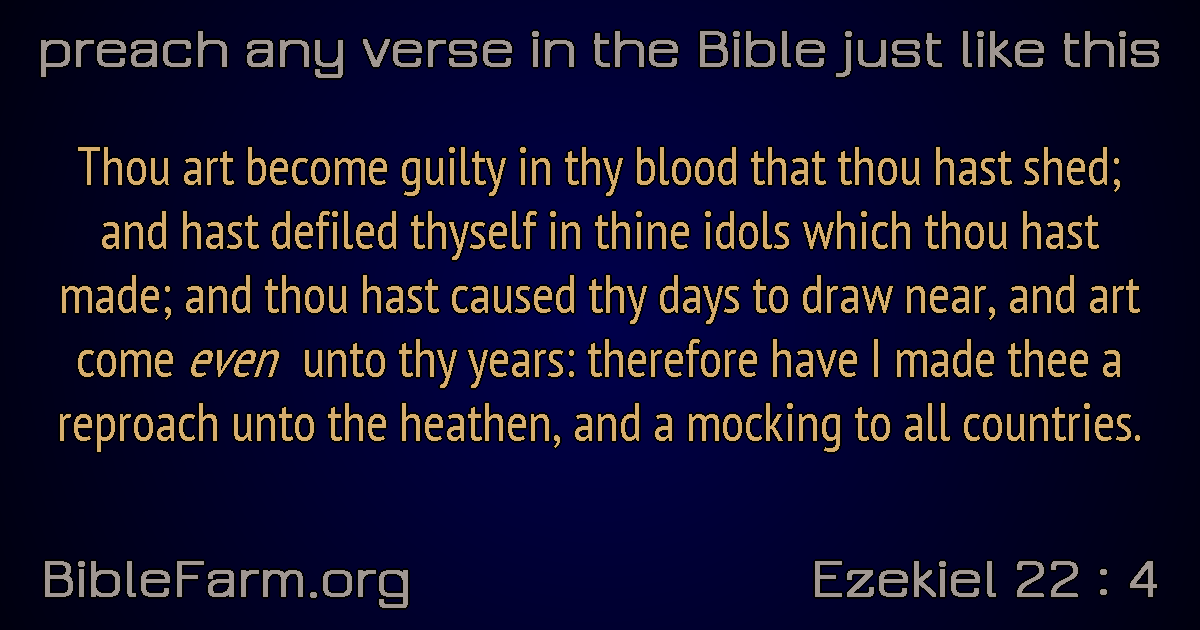 preach any verse in the Bible just like this
Thou art become guilty in thy blood that thou hast shed;
and hast defiled thyself in thine idols which thou hast
made; and thou hast caused thy days to draw near, and art
come even unto thy years: therefore have I made thee a
reproach unto the heathen, and a mocking to all countries.
BibleFarm.org
Ezekiel 22 : 4